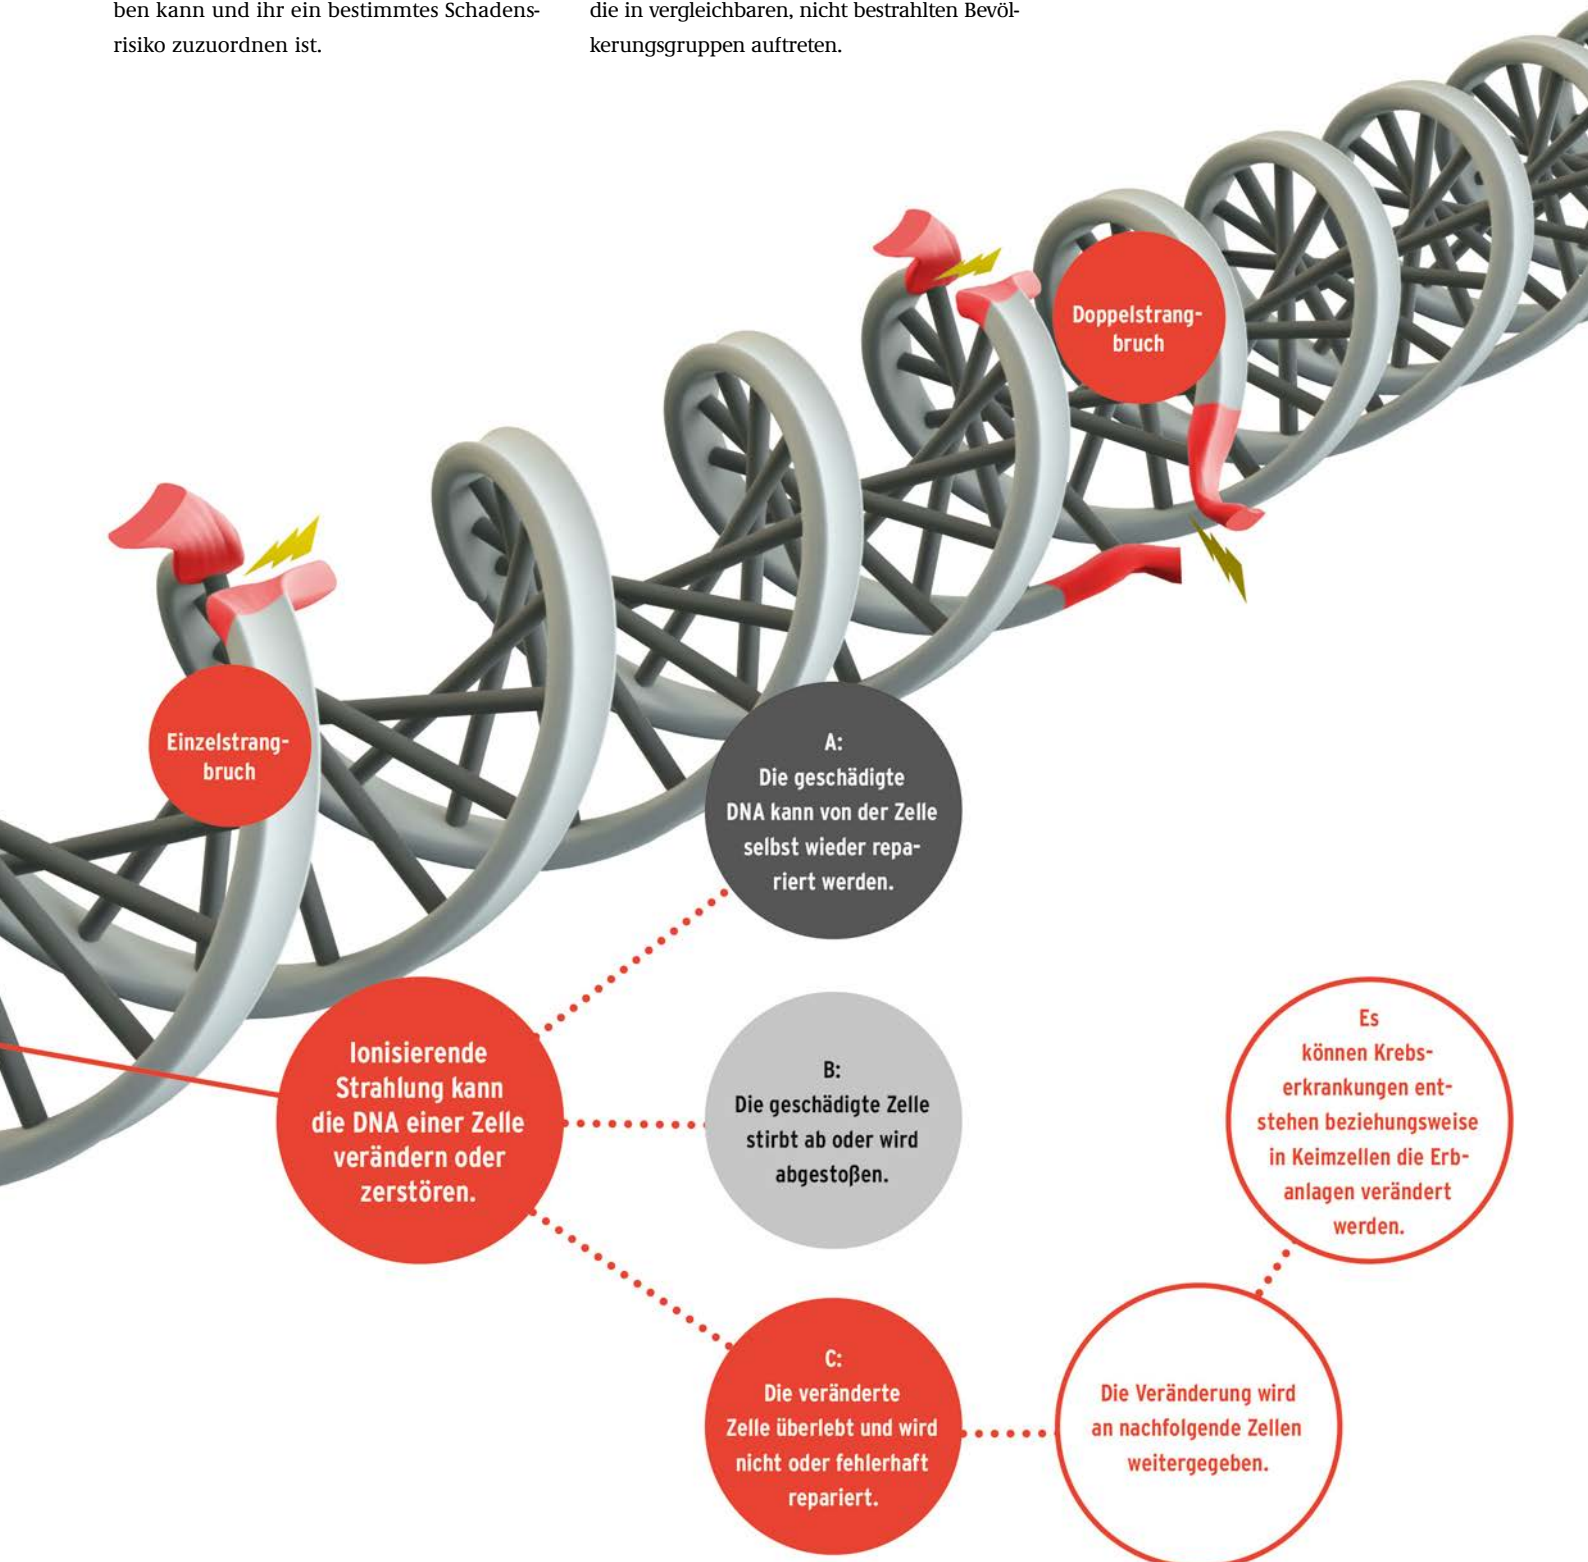 ben kann und ihr ein bestimmtes Schadens-
risiko zuzuordnen ist.
die in vergleichbaren, nicht bestrahlten Bevöl-
kerungsgruppen auftreten.
Doppelstrang-
bruch
Einzelstrang-
bruch
A:
Die geschädigte
DNA kann von der Zelle
selbst wieder repa-
riert werden.
Ionisierende
Strahlung kann
die DNA einer Zelle
verändern oder
zerstören.
B:
Die geschädigte Zelle
stirbt ab oder wird
abgestoßen.
C:
Die veränderte
Zelle überlebt und wird
nicht oder fehlerhaft
repariert.
Die Veränderung wird
an nachfolgende Zellen
weitergegeben.
Es
können Krebs-
erkrankungen ent-
stehen beziehungsweise
in Keimzellen die Erb-
anlagen verändert
werden.